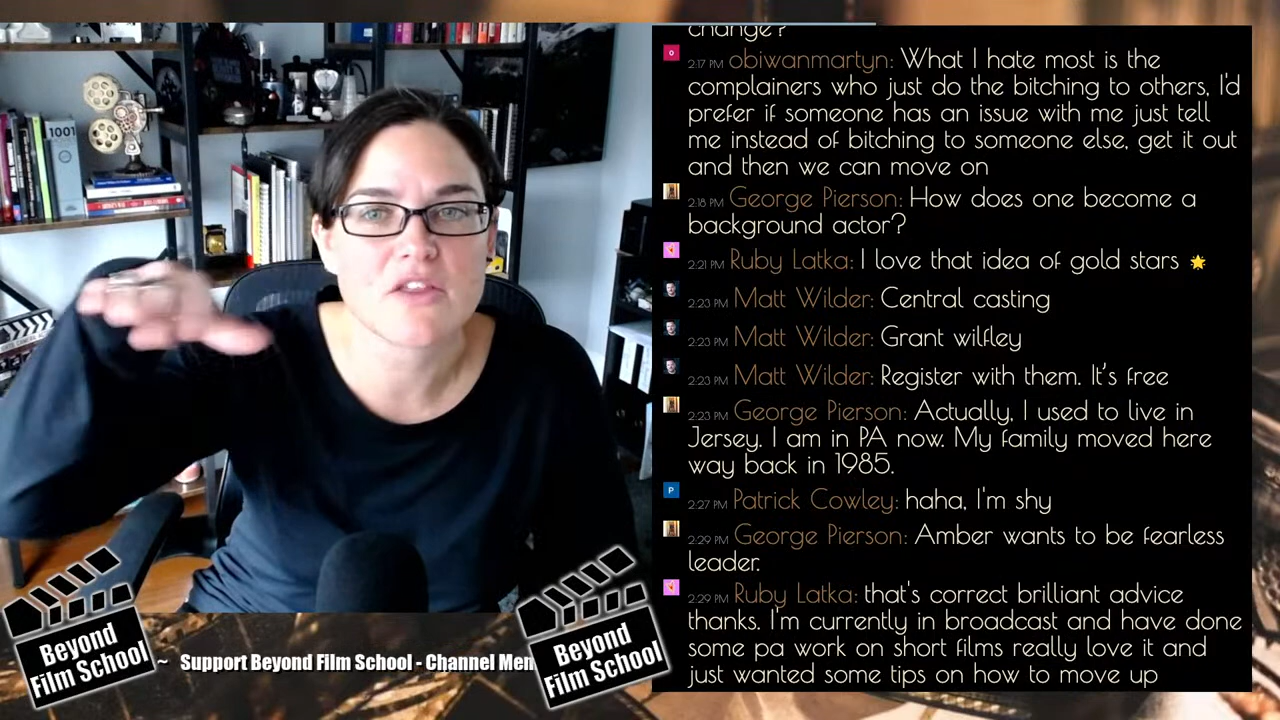 1001
Beyond
Film School
~ Support Beyond Film School - Channel Mem
Beyond
Film School
change?
2:17 PM obiwanmartyn: What I hate most is the
complainers who just do the bitching to others, I'd
prefer if someone has an issue with me just tell
me instead of bitching to someone else, get it out
and then we can move on
2:18 PM George Pierson: How does one become a
background actor?
2:21 PM Ruby Latka: I love that idea of gold stars 🌟
2:23 PM Matt Wilder: Central casting
2:23 PM Matt Wilder: Grant wilfley
2:23 PM Matt Wilder: Register with them. It's free
2:23 PM George Pierson: Actually, I used to live in
Jersey. I am in PA now. My family moved here
way back in 1985.
P
2:27 PM Patrick Cowley: haha, I'm shy
2:29 PM George Pierson: Amber wants to be fearless
leader.
2:29 PM Ruby Latka: that's correct brilliant advice
thanks. I'm currently in broadcast and have done
some pa work on short films really love it and
just wanted some tips on how to move up